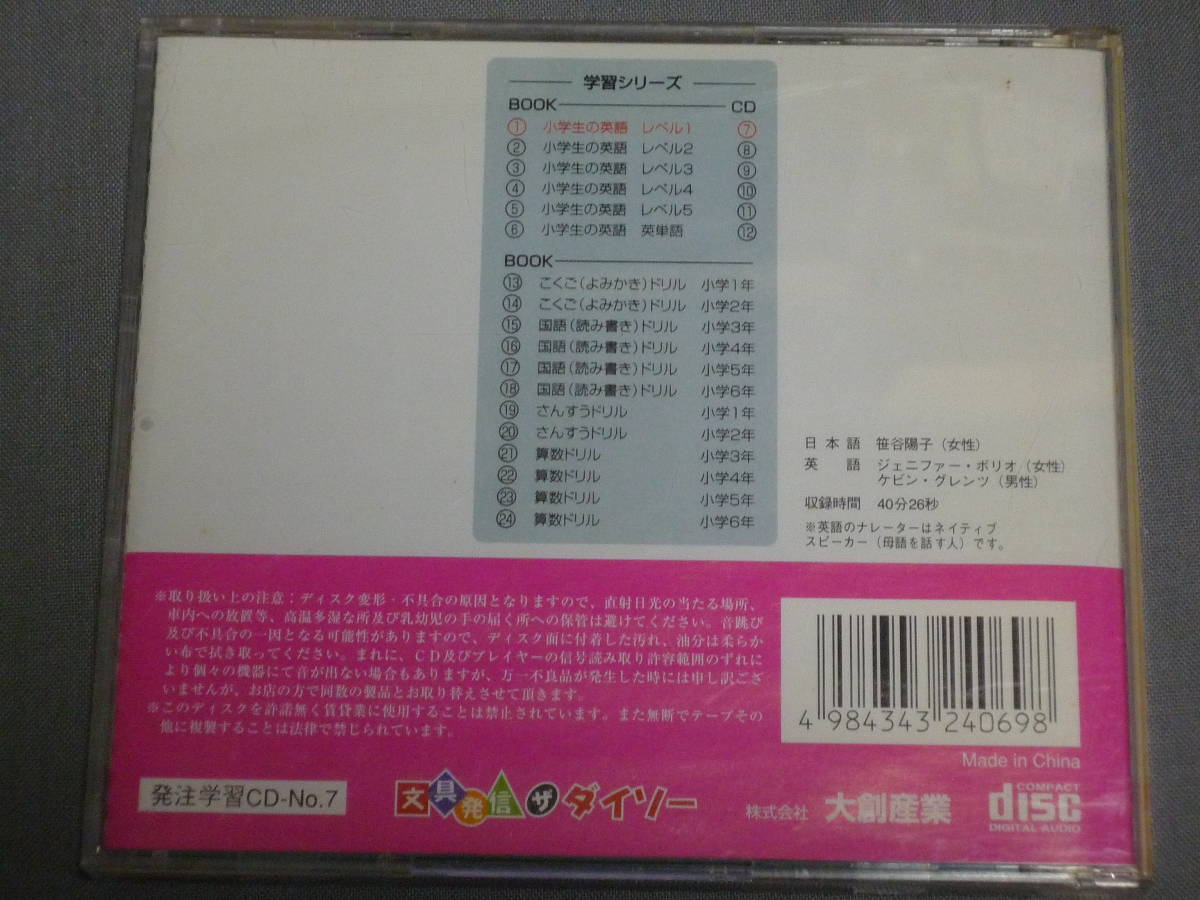 学習シリーズ
BOOK CD
① 小学生の英語 レベル1 ⑦
② 小学生の英語 レベル2 ⑧
③ 小学生の英語 レベル3 ⑨
④ 小学生の英語 レベル4 ⑩
⑤ 小学生の英語 レベル5 ⑪
⑥ 小学生の英語 英単語 ⑫
BOOK
⑬ こくご(よみかき)ドリル 小学1年
⑭ こくご(よみかき)ドリル 小学2年
⑮ 国語(読み書き)ドリル 小学3年
⑯ 国語(読み書き)ドリル 小学4年
⑰ 国語(読み書き)ドリル 小学5年
⑱ 国語(読み書き)ドリル 小学6年
⑲ さんすうドリル 小学1年
⑳ さんすうドリル 小学2年
㉑ 算数ドリル 小学3年
㉒ 算数ドリル 小学4年
㉓ 算数ドリル 小学5年
㉔ 算数ドリル 小学6年
日本語 笹谷陽子(女性)
英語 ジェニファー・ボリオ(女性)
ケビン・グレンツ(男性)
収録時間 40分26秒
※英語のナレーターはネイティブ
スピーカー(母語を話す人)です。
※取り扱い上の注意:ディスク変形・不具合の原因となりますので、直射日光の当たる場所、
車内への放置等、高温多湿な所及び乳幼児の手の届く所への保管は避けてください。音跳び
及び不具合の一因となる可能性がありますので、ディスク面に付着した汚れ、油分は柔らか
い布で拭き取ってください。まれに、CD及びプレイヤーの信号読み取り許容範囲のずれに
より個々の機器にて音が出ない場合もありますが、万一不良品が発生した時には申し訳ござ
いませんが、お店の方で同数の製品とお取り替えさせて頂きます。
※このディスクを許諾無く賃貸業に使用することは禁止されています。また無断でテープその
他に複製することは法律で禁じられています。
4 984343 240698
Made in China
発注学習CD-No.7
文具発信ザダイソー
株式会社 大創産業
COMPACT
disc
DIGITAL AUDIO